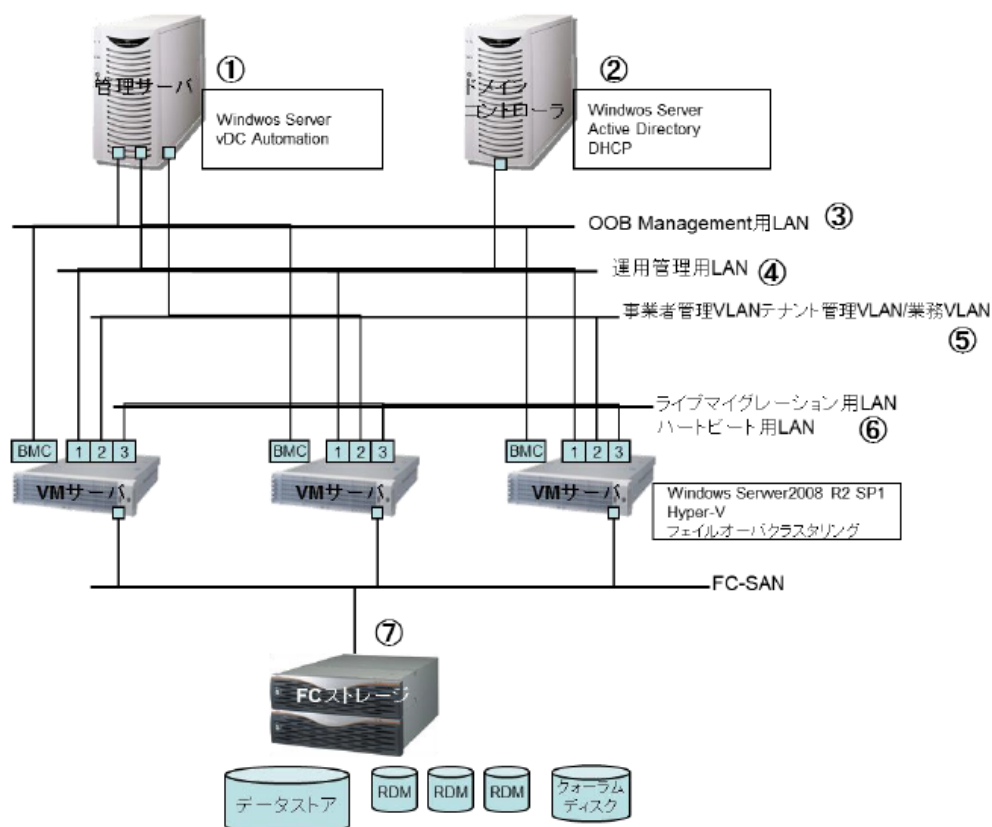 ①
管理サーバ
Windwos Server
vDC Automation
②
ドメイン
コントローラ
Windwos Server
Active Directory
DHCP
OOB Management用LAN ③
運用管理用LAN ④
事業者管理VLANテナント管理VLAN/業務VLAN
⑤
ライブマイグレーション用LAN
ハートビート用LAN ⑥
BMC 1 2 3
BMC 1 2 3
BMC 1 2 3
VMサーバ
VMサーバ
VMサーバ
Windows Serwer2008 R2 SP1
Hyper-V
フェイルオーバクラスタリング
FC-SAN
⑦
FCストレージ
データストア
RDM
RDM
RDM
クォーラム
ディスク